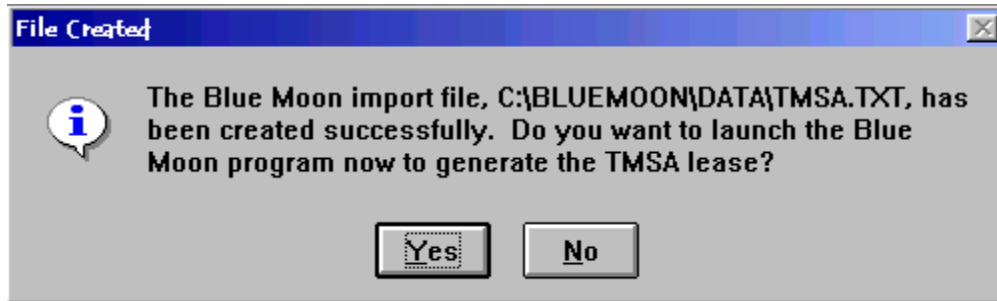 File Created
The Blue Moon import file, C:\BLUEMOON\DATA\TMSA.TXT, has
been created successfully.  Do you want to launch the Blue
Moon program now to generate the TMSA lease?
Yes No